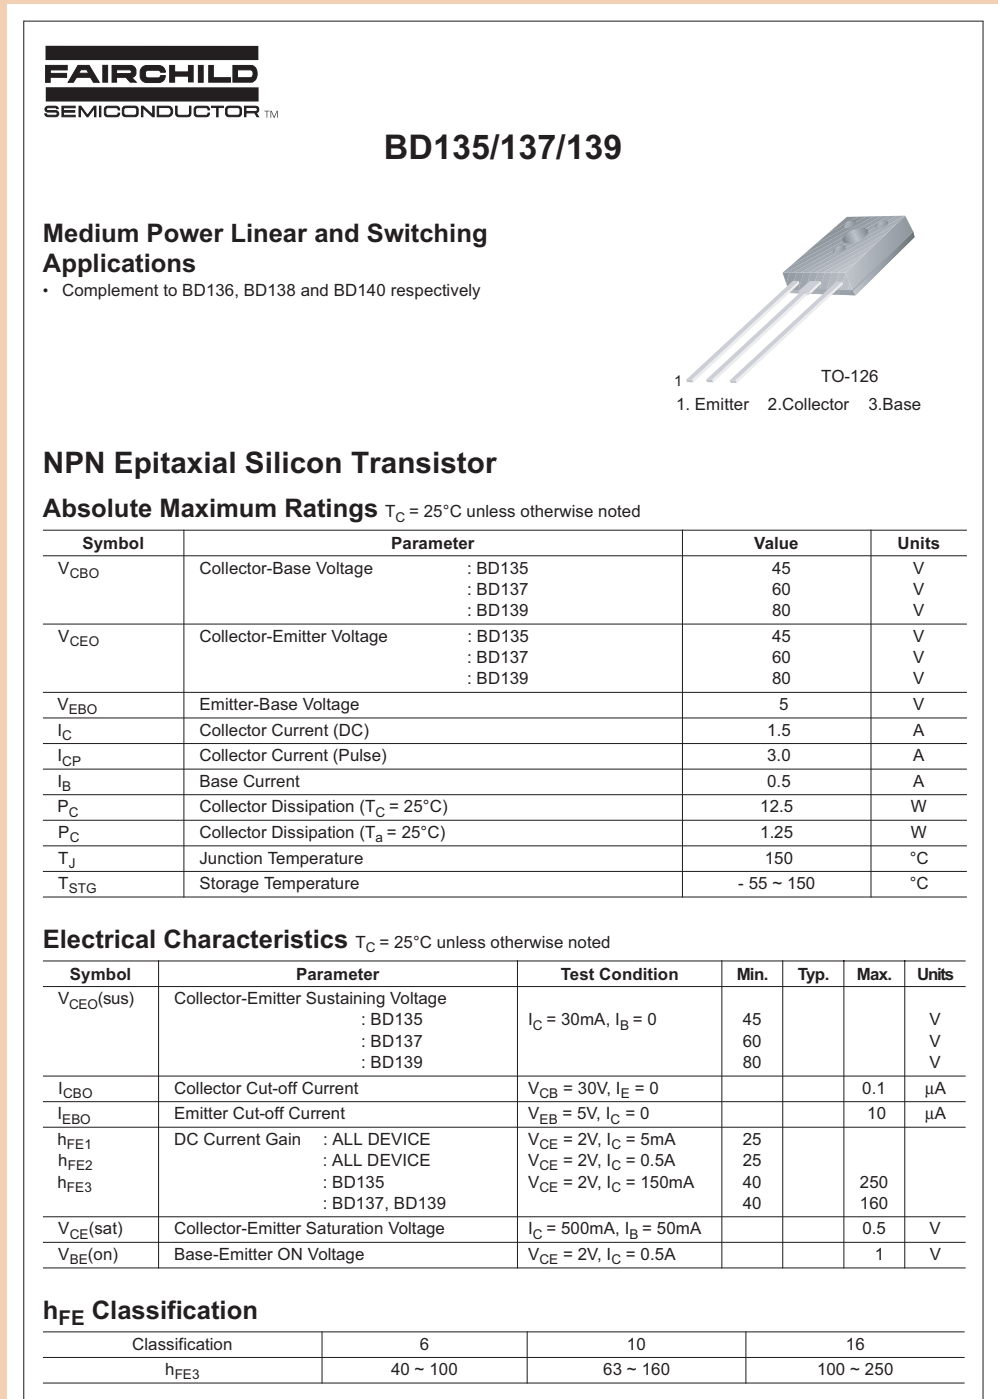 FAIRCHILD
SEMICONDUCTOR TM
BD135/137/139
Medium Power Linear and Switching
Applications
• Complement to BD136, BD138 and BD140 respectively
1
TO-126
1. Emitter 2.Collector 3.Base
NPN Epitaxial Silicon Transistor
Absolute Maximum Ratings TC = 25°C unless otherwise noted
Symbol Parameter Value Units
VCBO Collector-Base Voltage : BD135 45 V
: BD137 60 V
: BD139 80 V
VCEO Collector-Emitter Voltage : BD135 45 V
: BD137 60 V
: BD139 80 V
VEBO Emitter-Base Voltage 5 V
IC Collector Current (DC) 1.5 A
ICP Collector Current (Pulse) 3.0 A
IB Base Current 0.5 A
PC Collector Dissipation (TC = 25°C) 12.5 W
PC Collector Dissipation (Ta = 25°C) 1.25 W
TJ Junction Temperature 150 °C
TSTG Storage Temperature - 55 ~ 150 °C
Electrical Characteristics TC = 25°C unless otherwise noted
Symbol Parameter Test Condition Min. Typ. Max. Units
VCEO(sus) Collector-Emitter Sustaining Voltage
: BD135 IC = 30mA, IB = 0 45 V
: BD137 60 V
: BD139 80 V
ICBO Collector Cut-off Current VCB = 30V, IE = 0 0.1 µA
IEBO Emitter Cut-off Current VEB = 5V, IC = 0 10 µA
hFE1 DC Current Gain : ALL DEVICE VCE = 2V, IC = 5mA 25
hFE2 : ALL DEVICE VCE = 2V, IC = 0.5A 25
hFE3 : BD135 VCE = 2V, IC = 150mA 40 250
: BD137, BD139 40 160
VCE(sat) Collector-Emitter Saturation Voltage IC = 500mA, IB = 50mA 0.5 V
VBE(on) Base-Emitter ON Voltage VCE = 2V, IC = 0.5A 1 V
hFE Classification
Classification 6 10 16
hFE3 40 ~ 100 63 ~ 160 100 ~ 250